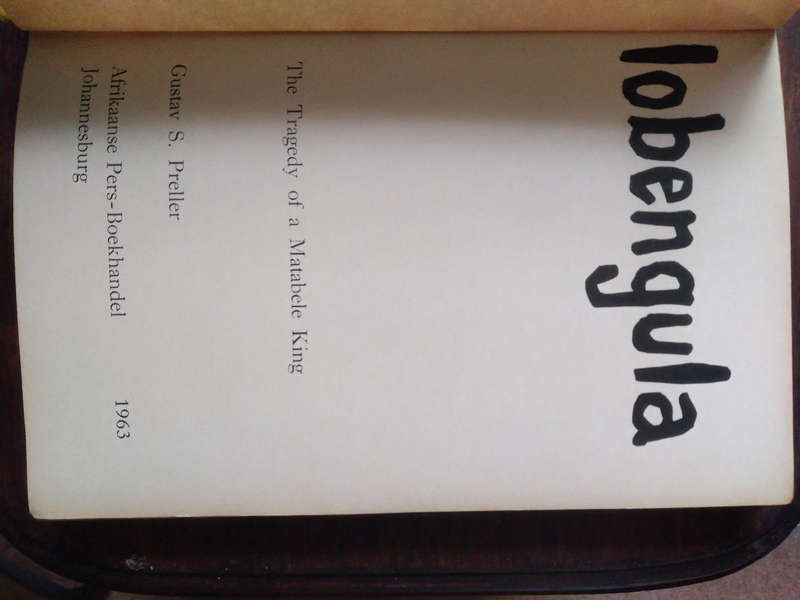 lobengula
The Tragedy of a Matabele King
Gustav S. Preller
Afrikaanse Pers-Boekhandel 1963
Johannesburg